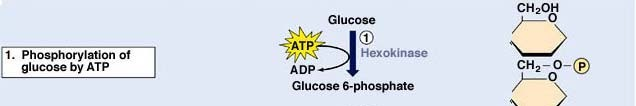 1. Phosphorylation of
glucose by ATP
Glucose
1
ATP
Hexokinase
ADP
Glucose 6-phosphate
CH₂OH
O
CH₂–O–P
O